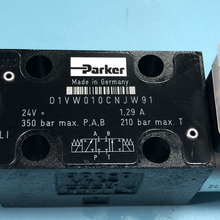 Parker
Made in Germany
D1VW010CNJW91
24V = 1,29 A
350 bar max. P,A,B 210 bar max. T
A B
P T